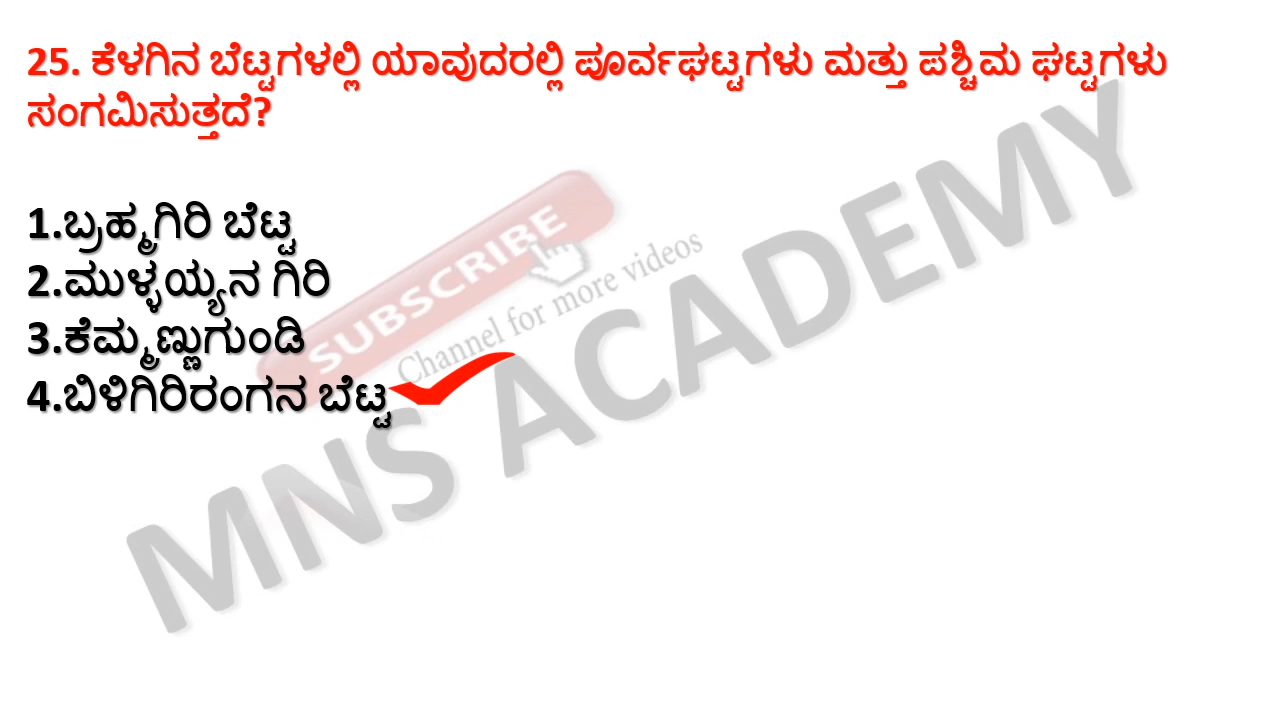 25. ಕೆಳಗಿನ ಬೆಟ್ಟಗಳಲ್ಲಿ ಯಾವುದರಲ್ಲಿ ಪೂರ್ವಘಟ್ಟಗಳು ಮತ್ತು ಪಶ್ಚಿಮ ಘಟ್ಟಗಳು
ಸಂಗಮಿಸುತ್ತದೆ?
1.ಬ್ರಹ್ಮಗಿರಿ ಬೆಟ್ಟ
2.ಮುಳ್ಳಯ್ಯನ ಗಿರಿ
3.ಕೆಮ್ಮಣ್ಣುಗುಂಡಿ
4.ಬಿಳಿಗಿರಿರಂಗನ ಬೆಟ್ಟ
SUBSCRIBE
Channel for more videos
MNS ACADEMY